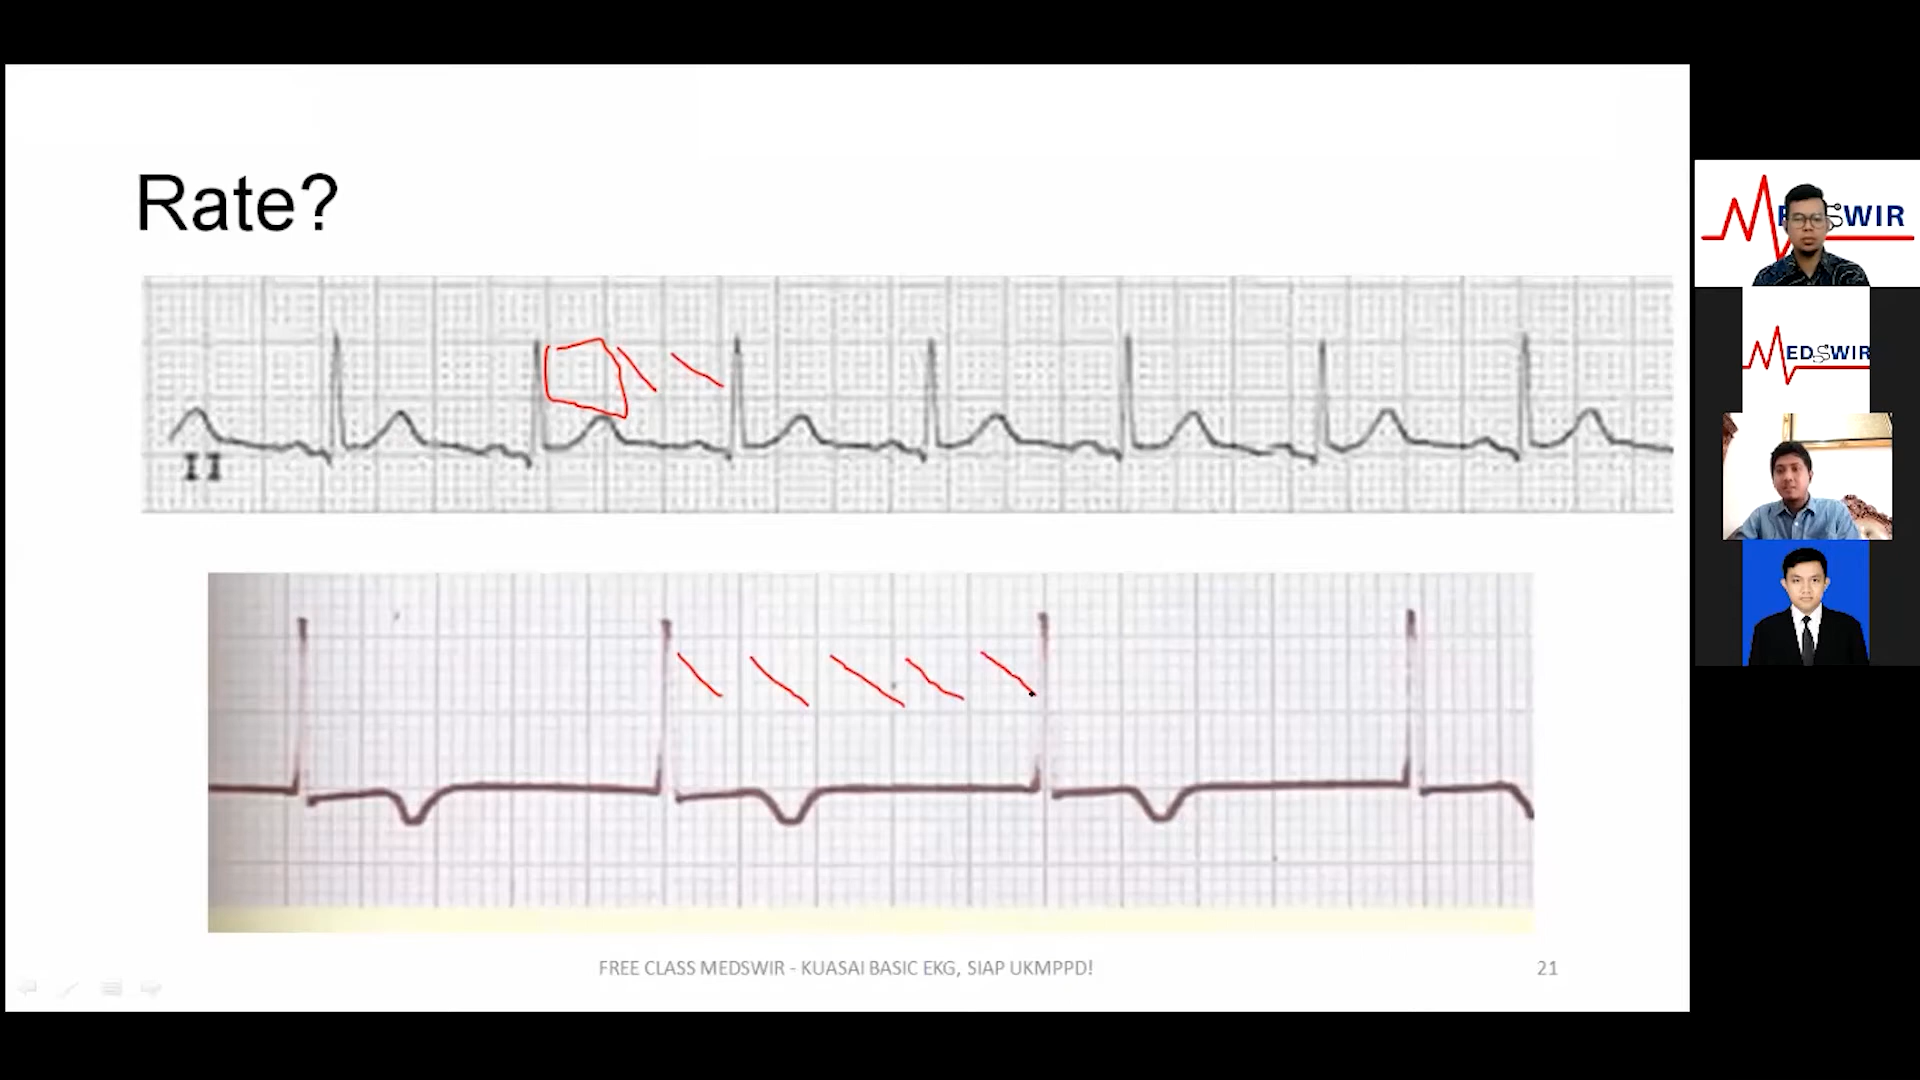 Rate?
II
FREE CLASS MEDSWIR - KUASAI BASIC EKG, SIAP UKMPPD!
21
MEDSWIR
MEDSWIR